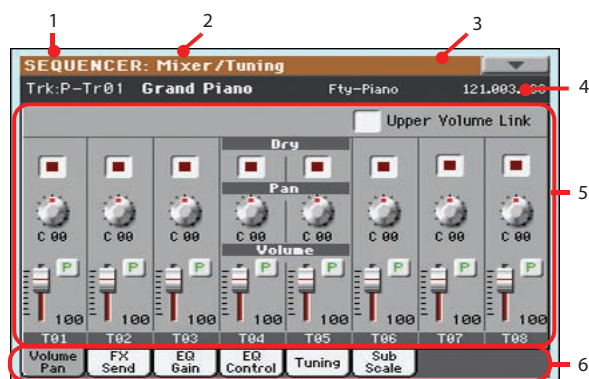 1 2 3
SEQUENCER: Mixer/Tuning
Trk:P-Tr01 Grand Piano Fty-Piano 121.003. 4
Upper Volume Link
Dry
Pan
5
C 00 C 00 C 00 C 00 C 00 C 00 C 00 C 00
Volume
P P P P P P P P
100 100 100 100 100 100 100 100
T01 T02 T03 T04 T05 T06 T07 T08
Volume Pan FX Send EQ Gain EQ Control Tuning Sub Scale 6